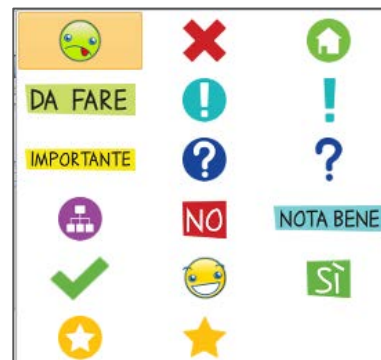 DA FARE
!
!
IMPORTANTE
?
?
NO
NOTA BENE
SÌ